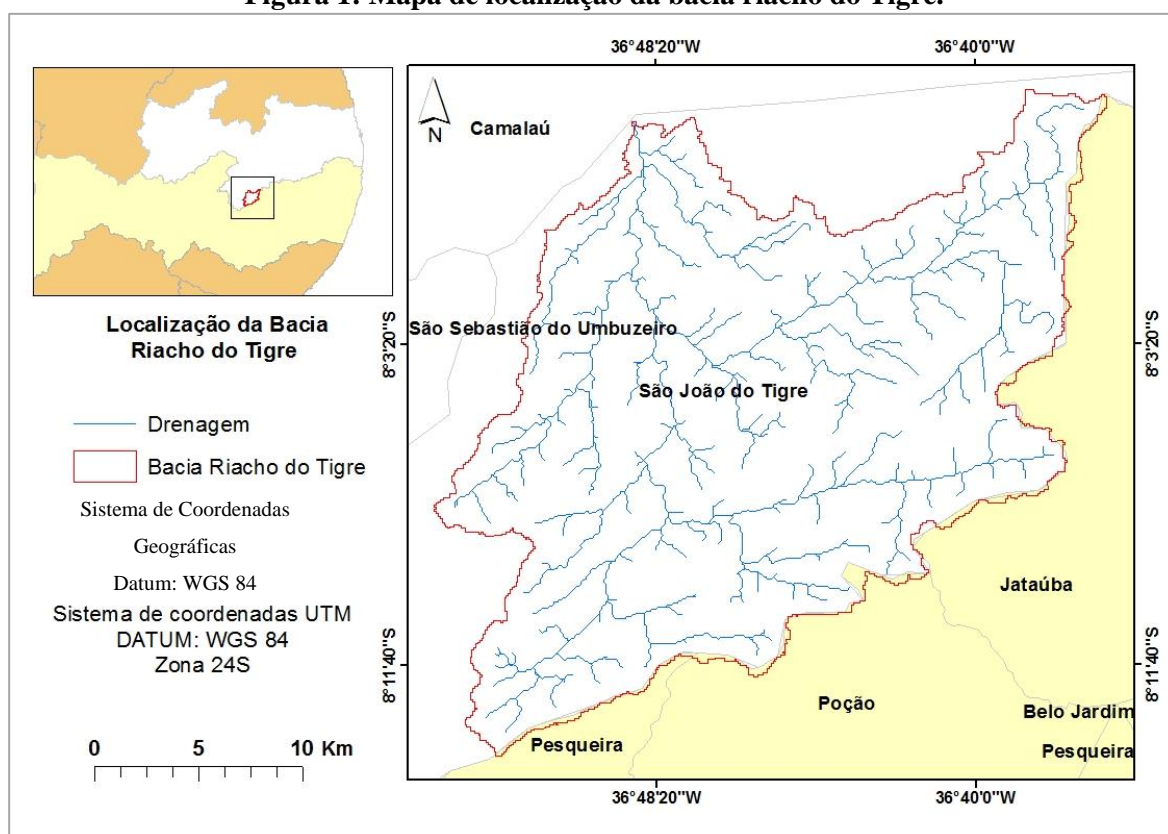 Figura 1: Mapa de localização da bacia riacho do Tigre.
36°48'20"W
36°40'0"W
N
Camalaú
Localização da Bacia
Riacho do Tigre
São Sebastião do Umbuzeiro
8°3'20"S
8°3'20"S
São João do Tigre
Drenagem
Bacia Riacho do Tigre
Sistema de Coordenadas
Geográficas
Datum: WGS 84
Sistema de coordenadas UTM
DATUM: WGS 84
Zona 24S
Jataúba
8°11'40"S
8°11'40"S
Poção
Belo Jardim
Pesqueira
Pesqueira
0 5 10 Km
36°48'20"W
36°40'0"W